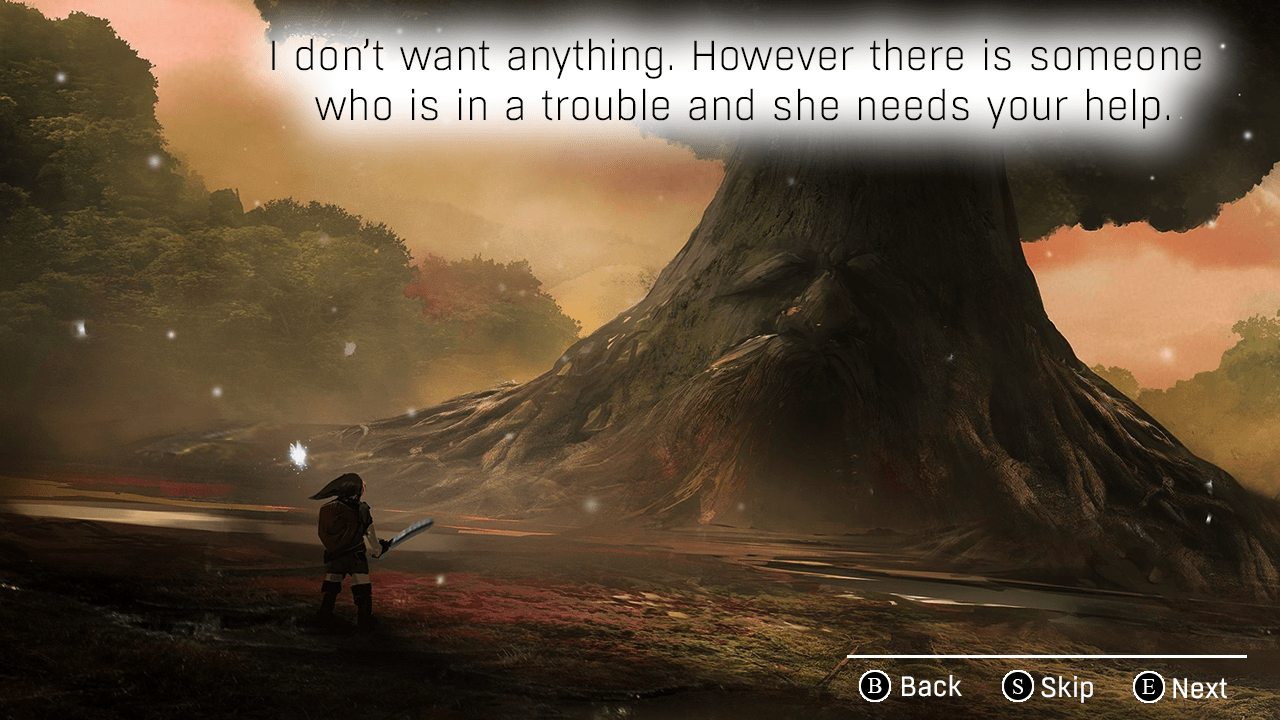 I don't want anything. However there is someone
who is in a trouble and she needs your help.
B Back S Skip E Next